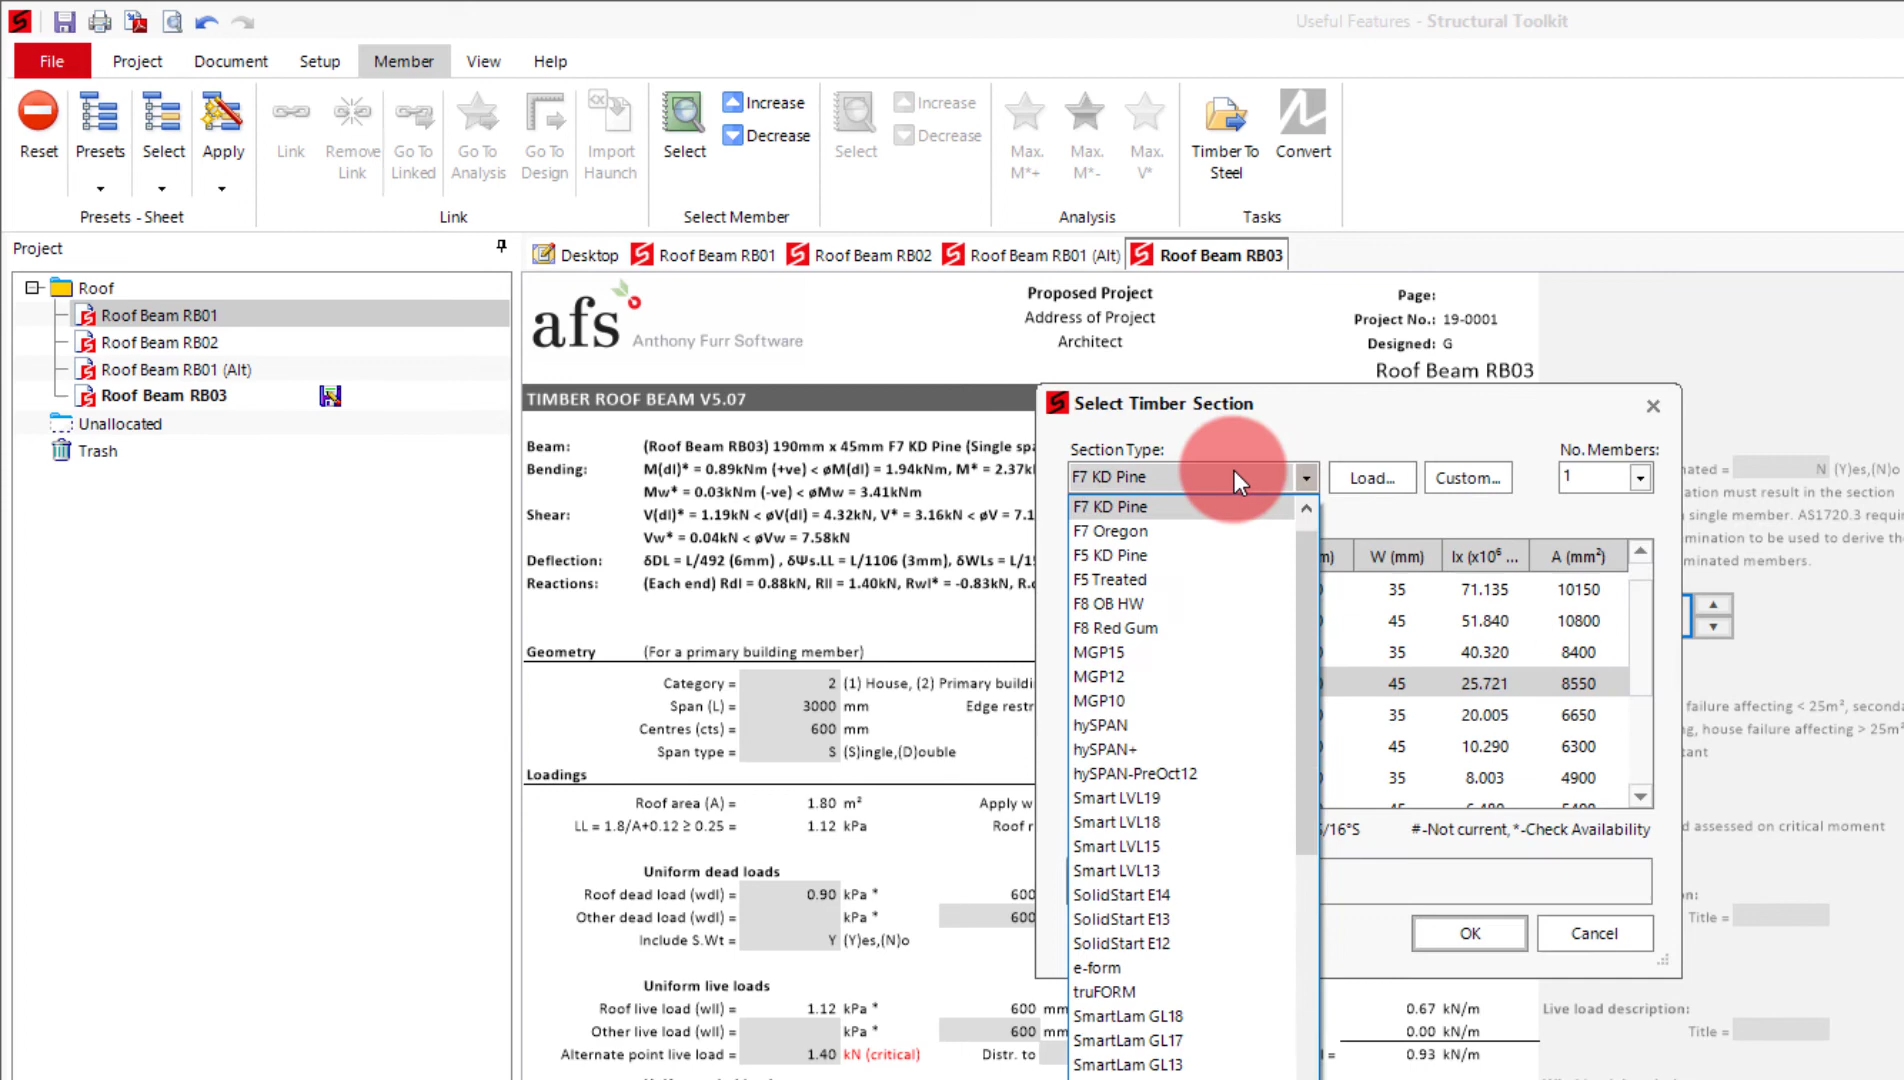 Useful Features - Structural Toolkit
File Project Document Setup Member View Help
Reset Presets Select Apply
Presets - Sheet
Link Remove Link Go To Linked Go To Analysis Go To Design Import Haunch
Link
Select Increase Decrease
Select Member
Select Increase Decrease
Max. M*+ Max. M*- Max. V*
Analysis
Timber To Steel Convert
Tasks
Project
Roof
Roof Beam RB01
Roof Beam RB02
Roof Beam RB01 (Alt)
Roof Beam RB03
Unallocated
Trash
Desktop Roof Beam RB01 Roof Beam RB02 Roof Beam RB01 (Alt) Roof Beam RB03
afs Anthony Furr Software
Proposed Project
Address of Project
Architect
Page:
Project No.: 19-0001
Designed: G
Roof Beam RB03
TIMBER ROOF BEAM V5.07
Beam: (Roof Beam RB03) 190mm x 45mm F7 KD Pine (Single spa
Bending: M(dl)* = 0.89kNm (+ve) < øM(dl) = 1.94kNm, M* = 2.37k
Mw* = 0.03kNm (-ve) < øMw = 3.41kNm
Shear: V(dl)* = 1.19kN < øV(dl) = 4.32kN, V* = 3.16kN < øV = 7.1
Vw* = 0.04kN < øVw = 7.58kN
Deflection: δDL = L/492 (6mm) , δΨs.LL = L/1106 (3mm), δWLs = L/1
Reactions: (Each end) Rdl = 0.88kN, Rll = 1.40kN, Rwl* = -0.83kN, R.
Geometry (For a primary building member)
Category = 2 (1) House, (2) Primary buildi
Span (L) = 3000 mm Edge restr
Centres (cts) = 600 mm
Span type = S (S)ingle,(D)ouble
Loadings
Roof area (A) = 1.80 m² Apply w
LL = 1.8/A+0.12 ≥ 0.25 = 1.12 kPa Roof r
Uniform dead loads
Roof dead load (wdl) = 0.90 kPa * 600
Other dead load (wdl) = kPa * 600
Include S.Wt = Y (Y)es,(N)o
Uniform live loads
Roof live load (wll) = 1.12 kPa * 600 mm 0.67 kN/m Live load description:
Other live load (wll) = kPa * 600 mm 0.00 kN/m Title =
Alternate point live load = 1.40 kN (critical) Distr. to = 0.93 kN/m
Select Timber Section
Section Type: No. Members:
F7 KD Pine Load... Custom... 1
F7 KD Pine
F7 Oregon
F5 KD Pine
F5 Treated
F8 OB HW
F8 Red Gum
MGP15
MGP12
MGP10
hySPAN
hySPAN+
hySPAN-PreOct12
Smart LVL19
Smart LVL18
Smart LVL15
Smart LVL13
SolidStart E14
SolidStart E13
SolidStart E12
e-form
truFORM
SmartLam GL18
SmartLam GL17
SmartLam GL13
W (mm) Ix (x10⁶ ... A (mm²)
35 71.135 10150
45 51.840 10800
35 40.320 8400
45 25.721 8550
35 20.005 6650
45 10.290 6300
35 8.003 4900
/16°S #-Not current, *-Check Availability
OK Cancel
nated = N (Y)es,(N)o
ation must result in the section
single member. AS1720.3 requir
mination to be used to derive the
minated members.
failure affecting < 25m², seconda
g, house failure affecting > 25m²
tant
d assessed on critical moment
n:
Title =